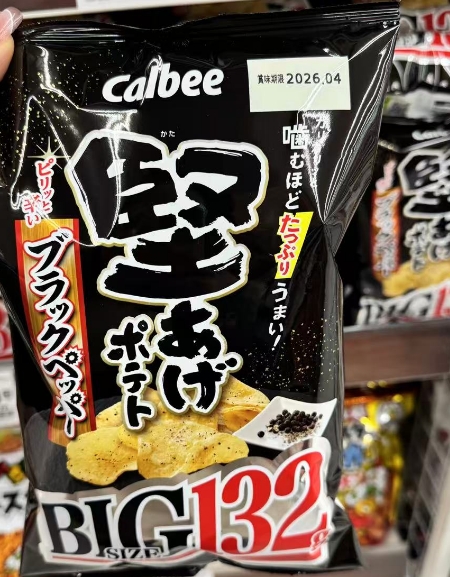 Calbee
賞味期限 2026.04
噛むほど
たっぷり
うまい!
かた
堅あげ
ポテト
ピリッと
ブラックペッパー
BIG
SIZE
132g